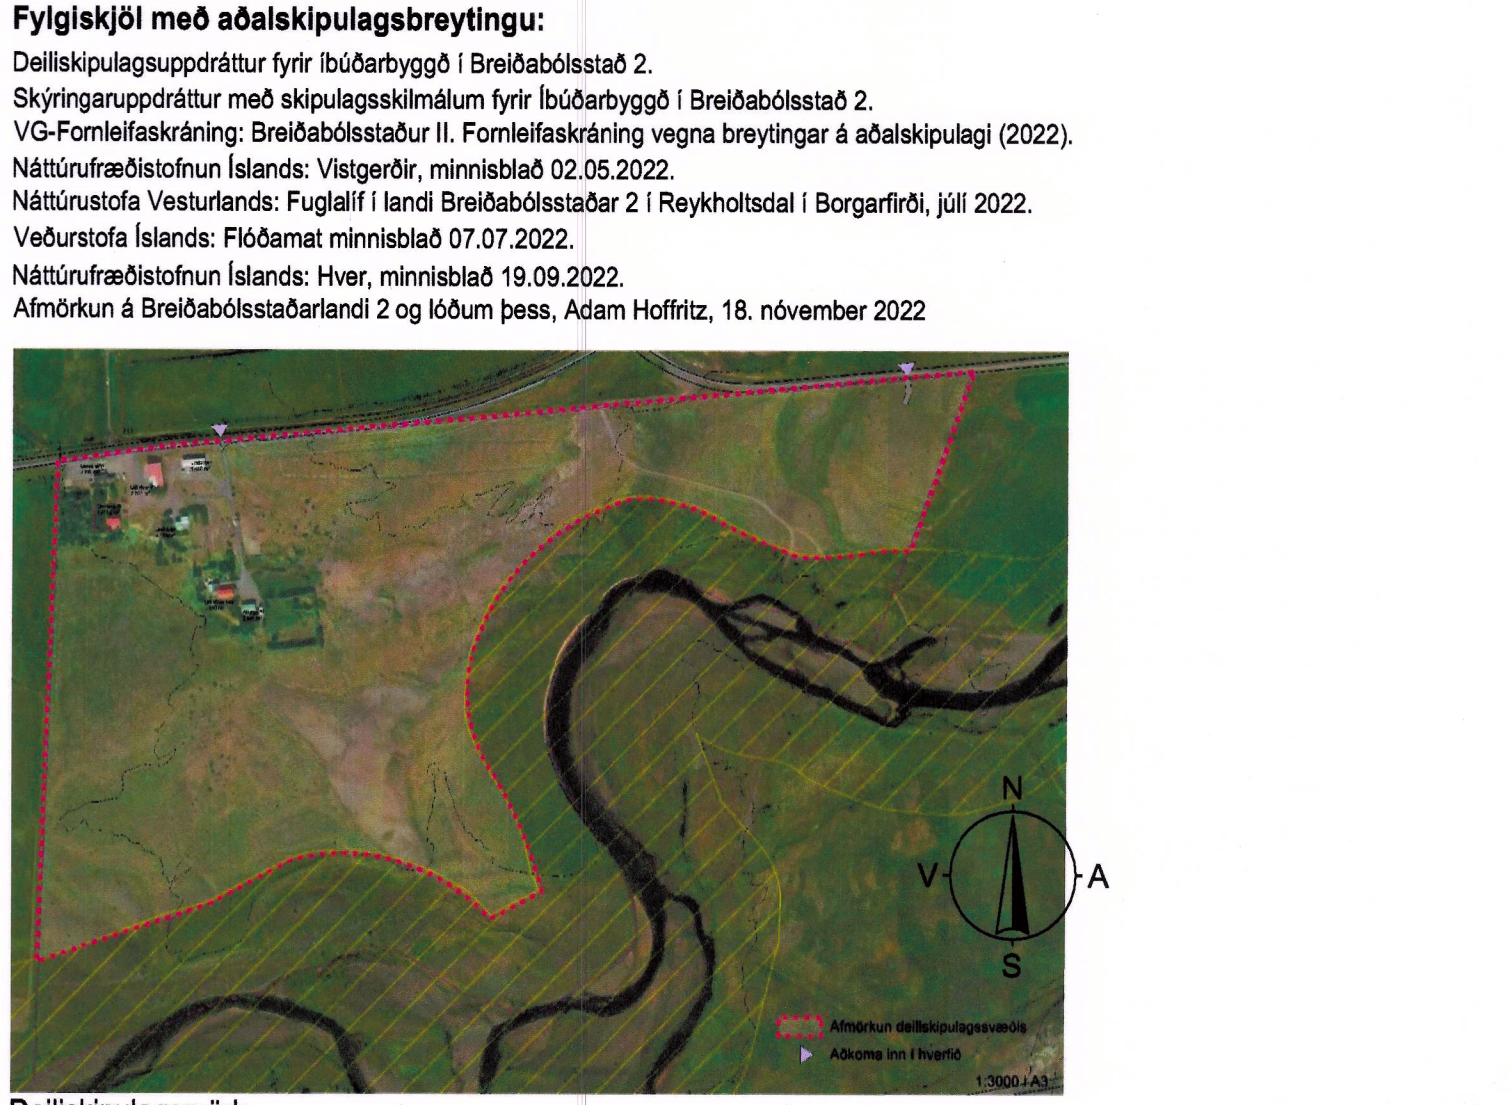 Fylgiskjöl með aðalskipulagsbreytingu:
Deiliskipulagsuppdráttur fyrir íbúðarbyggð í Breiðabólsstað 2.
Skýringaruppdráttur með skipulagsskilmálum fyrir Íbúðarbyggð í Breiðabólsstað 2.
VG-Fornleifaskráning: Breiðabólsstaður II. Fornleifaskráning vegna breytingar á aðalskipulagi (2022).
Náttúrufræðistofnun Íslands: Vistgerðir, minnisblað 02.05.2022.
Náttúrustofa Vesturlands: Fuglalíf í landi Breiðabólsstaðar 2 í Reykholtsdal í Borgarfirði, júlí 2022.
Veðurstofa Íslands: Flóðamat minnisblað 07.07.2022.
Náttúrufræðistofnun Íslands: Hver, minnisblað 19.09.2022.
Afmörkun á Breiðabólsstaðarlandi 2 og lóðum þess, Adam Hoffritz, 18. nóvember 2022
N
V
A
S
Afmörkun deiliskipulagssvæðis
Aðkoma inn í hverfið
1:3000 í A3